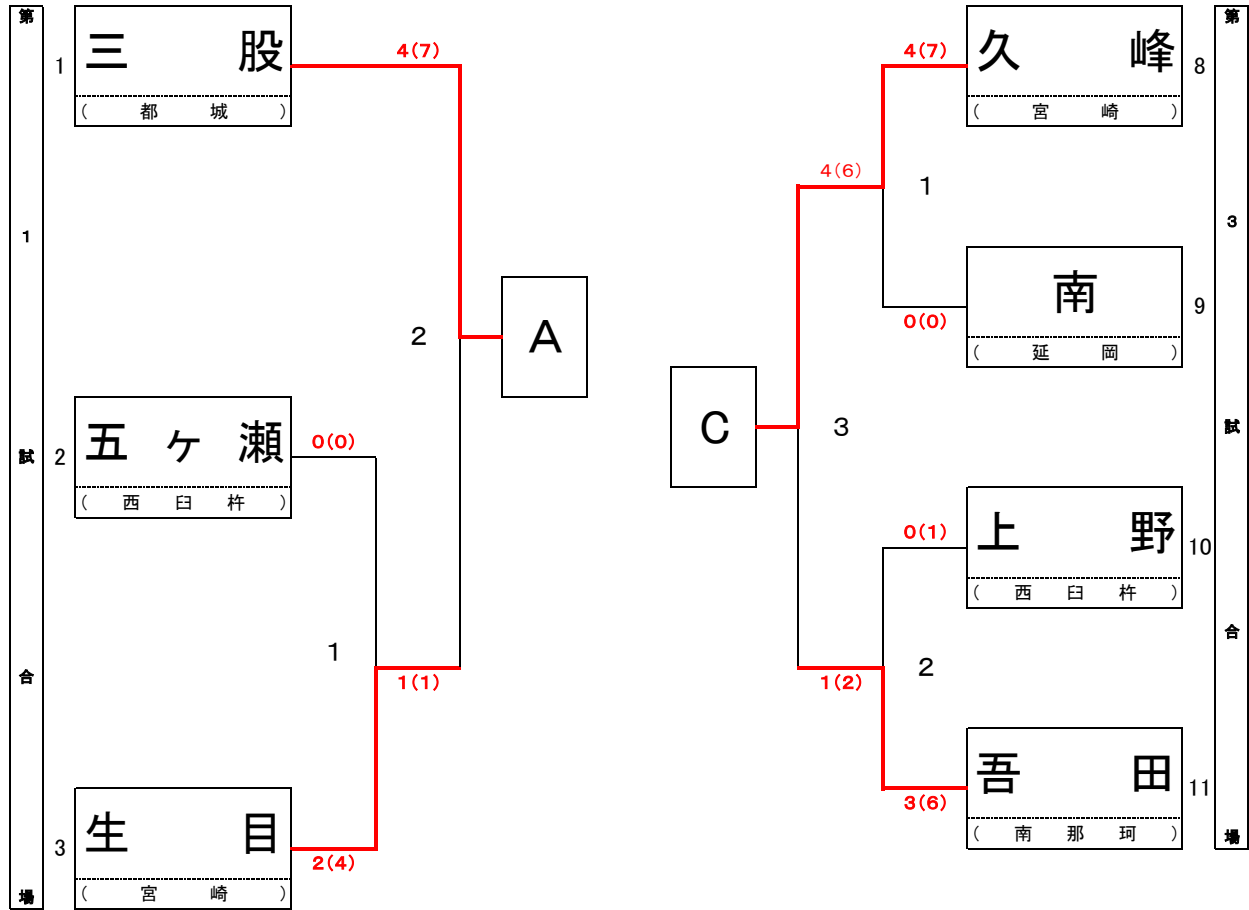 第1試合場
1
三股
(都城)
4(7)
2
A
2
五ヶ瀬
(西臼杵)
0(0)
1
1(1)
3
生目
(宮崎)
2(4)
第3試合場
4(7)
久峰
8
(宮崎)
4(6)
1
南
9
0(0)
(延岡)
C
3
0(1)
上野
10
(西臼杵)
1(2)
2
吾田
11
3(6)
(南那珂)